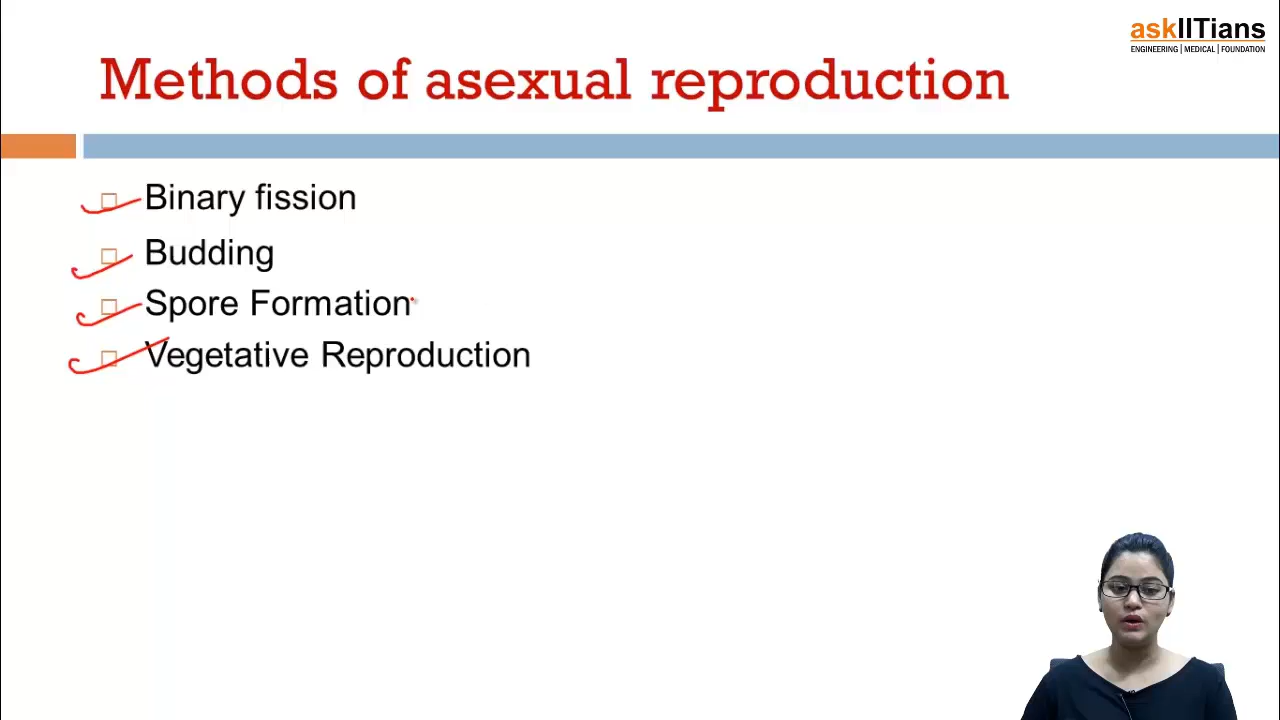 askIITians
ENGINEERING | MEDICAL | FOUNDATION
Methods of asexual reproduction
Binary fission
Budding
Spore Formation
Vegetative Reproduction